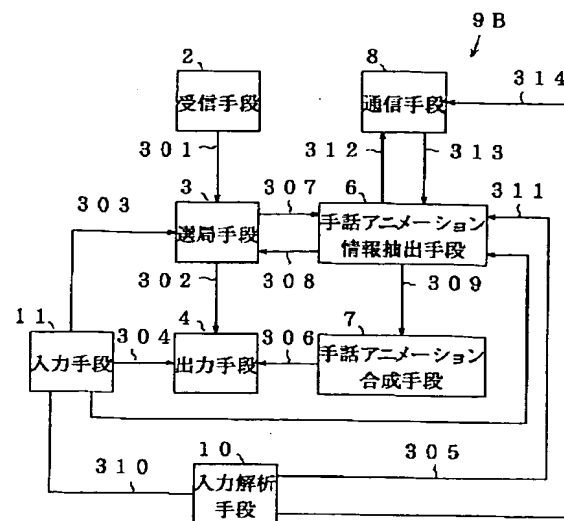 9B
2
受信手段
8
通信手段
314
301
312
313
3
307
6
311
303
選局手段
手話アニメーション
情報抽出手段
308
302
309
11
304
4
306
7
入力手段
出力手段
手話アニメーション
合成手段
10
305
310
入力解析
手段